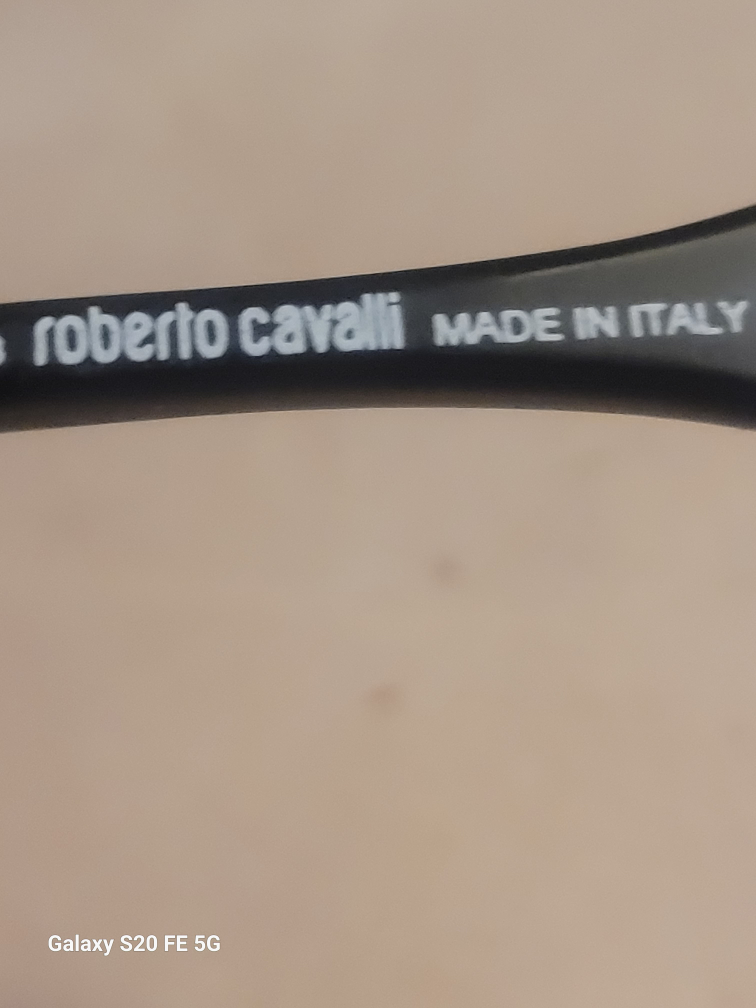 roberto cavalli MADE IN ITALY
Galaxy S20 FE 5G